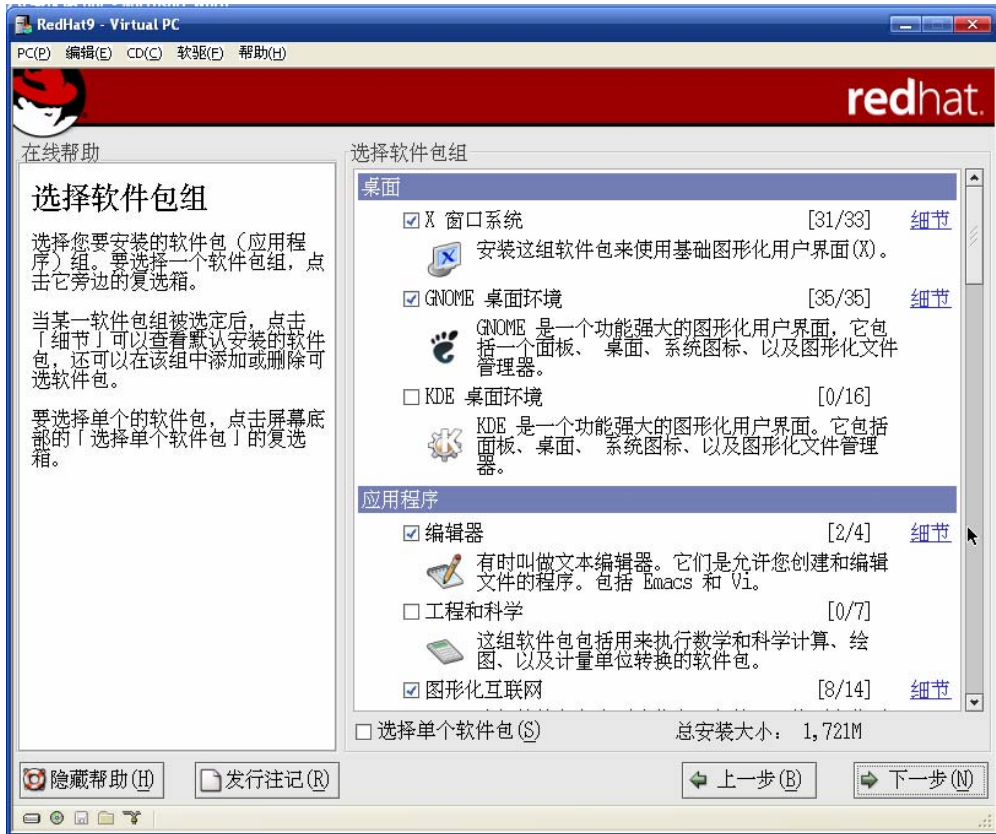 RedHat9 - Virtual PC
PC(P) 编辑(E) CD(C) 软驱(F) 帮助(H)
redhat.
在线帮助
选择软件包组
选择您要安装的软件包（应用程
序）组。要选择一个软件包组，点
击它旁边的复选箱。
当某一软件包组被选定后，点击
「细节」可以查看默认安装的软件
包，还可以在该组中添加或删除可
选软件包。
要选择单个的软件包，点击屏幕底
部的「选择单个软件包」的复选
箱。
选择软件包组
桌面
X 窗口系统 [31/33] 细节
安装这组软件包来使用基础图形化用户界面(X)。
GNOME 桌面环境 [35/35] 细节
GNOME 是一个功能强大的图形化用户界面，它包
括一个面板、 桌面、系统图标、以及图形化文件
管理器。
KDE 桌面环境 [0/16]
KDE 是一个功能强大的图形化用户界面。它包括
面板、桌面、 系统图标、以及图形化文件管理
器。
应用程序
编辑器 [2/4] 细节
有时叫做文本编辑器。它们是允许您创建和编辑
文件的程序。包括 Emacs 和 Vi。
工程和科学 [0/7]
这组软件包包括用来执行数学和科学计算、绘
图、以及计量单位转换的软件包。
图形化互联网 [8/14] 细节
选择单个软件包(S) 总安装大小： 1,721M
隐藏帮助(H) 发行注记(R) 上一步(B) 下一步(N)